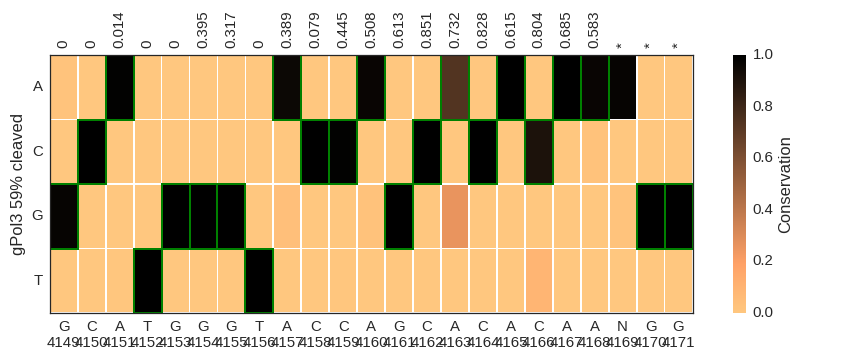 0 0 0.014 0 0 0.395 0.317 0 0.389 0.079 0.445 0.508 0.613 0.851 0.732 0.828 0.615 0.804 0.685 0.583 * * *
gPol3 59% cleaved
A
C
G
T
G C A T G G G T A C C A G C A C A C A A N G G
4149 4150 4151 4152 4153 4154 4155 4156 4157 4158 4159 4160 4161 4162 4163 4164 4165 4166 4167 4168 4169 4170 4171
1.0
0.8
0.6
0.4
0.2
0.0
Conservation